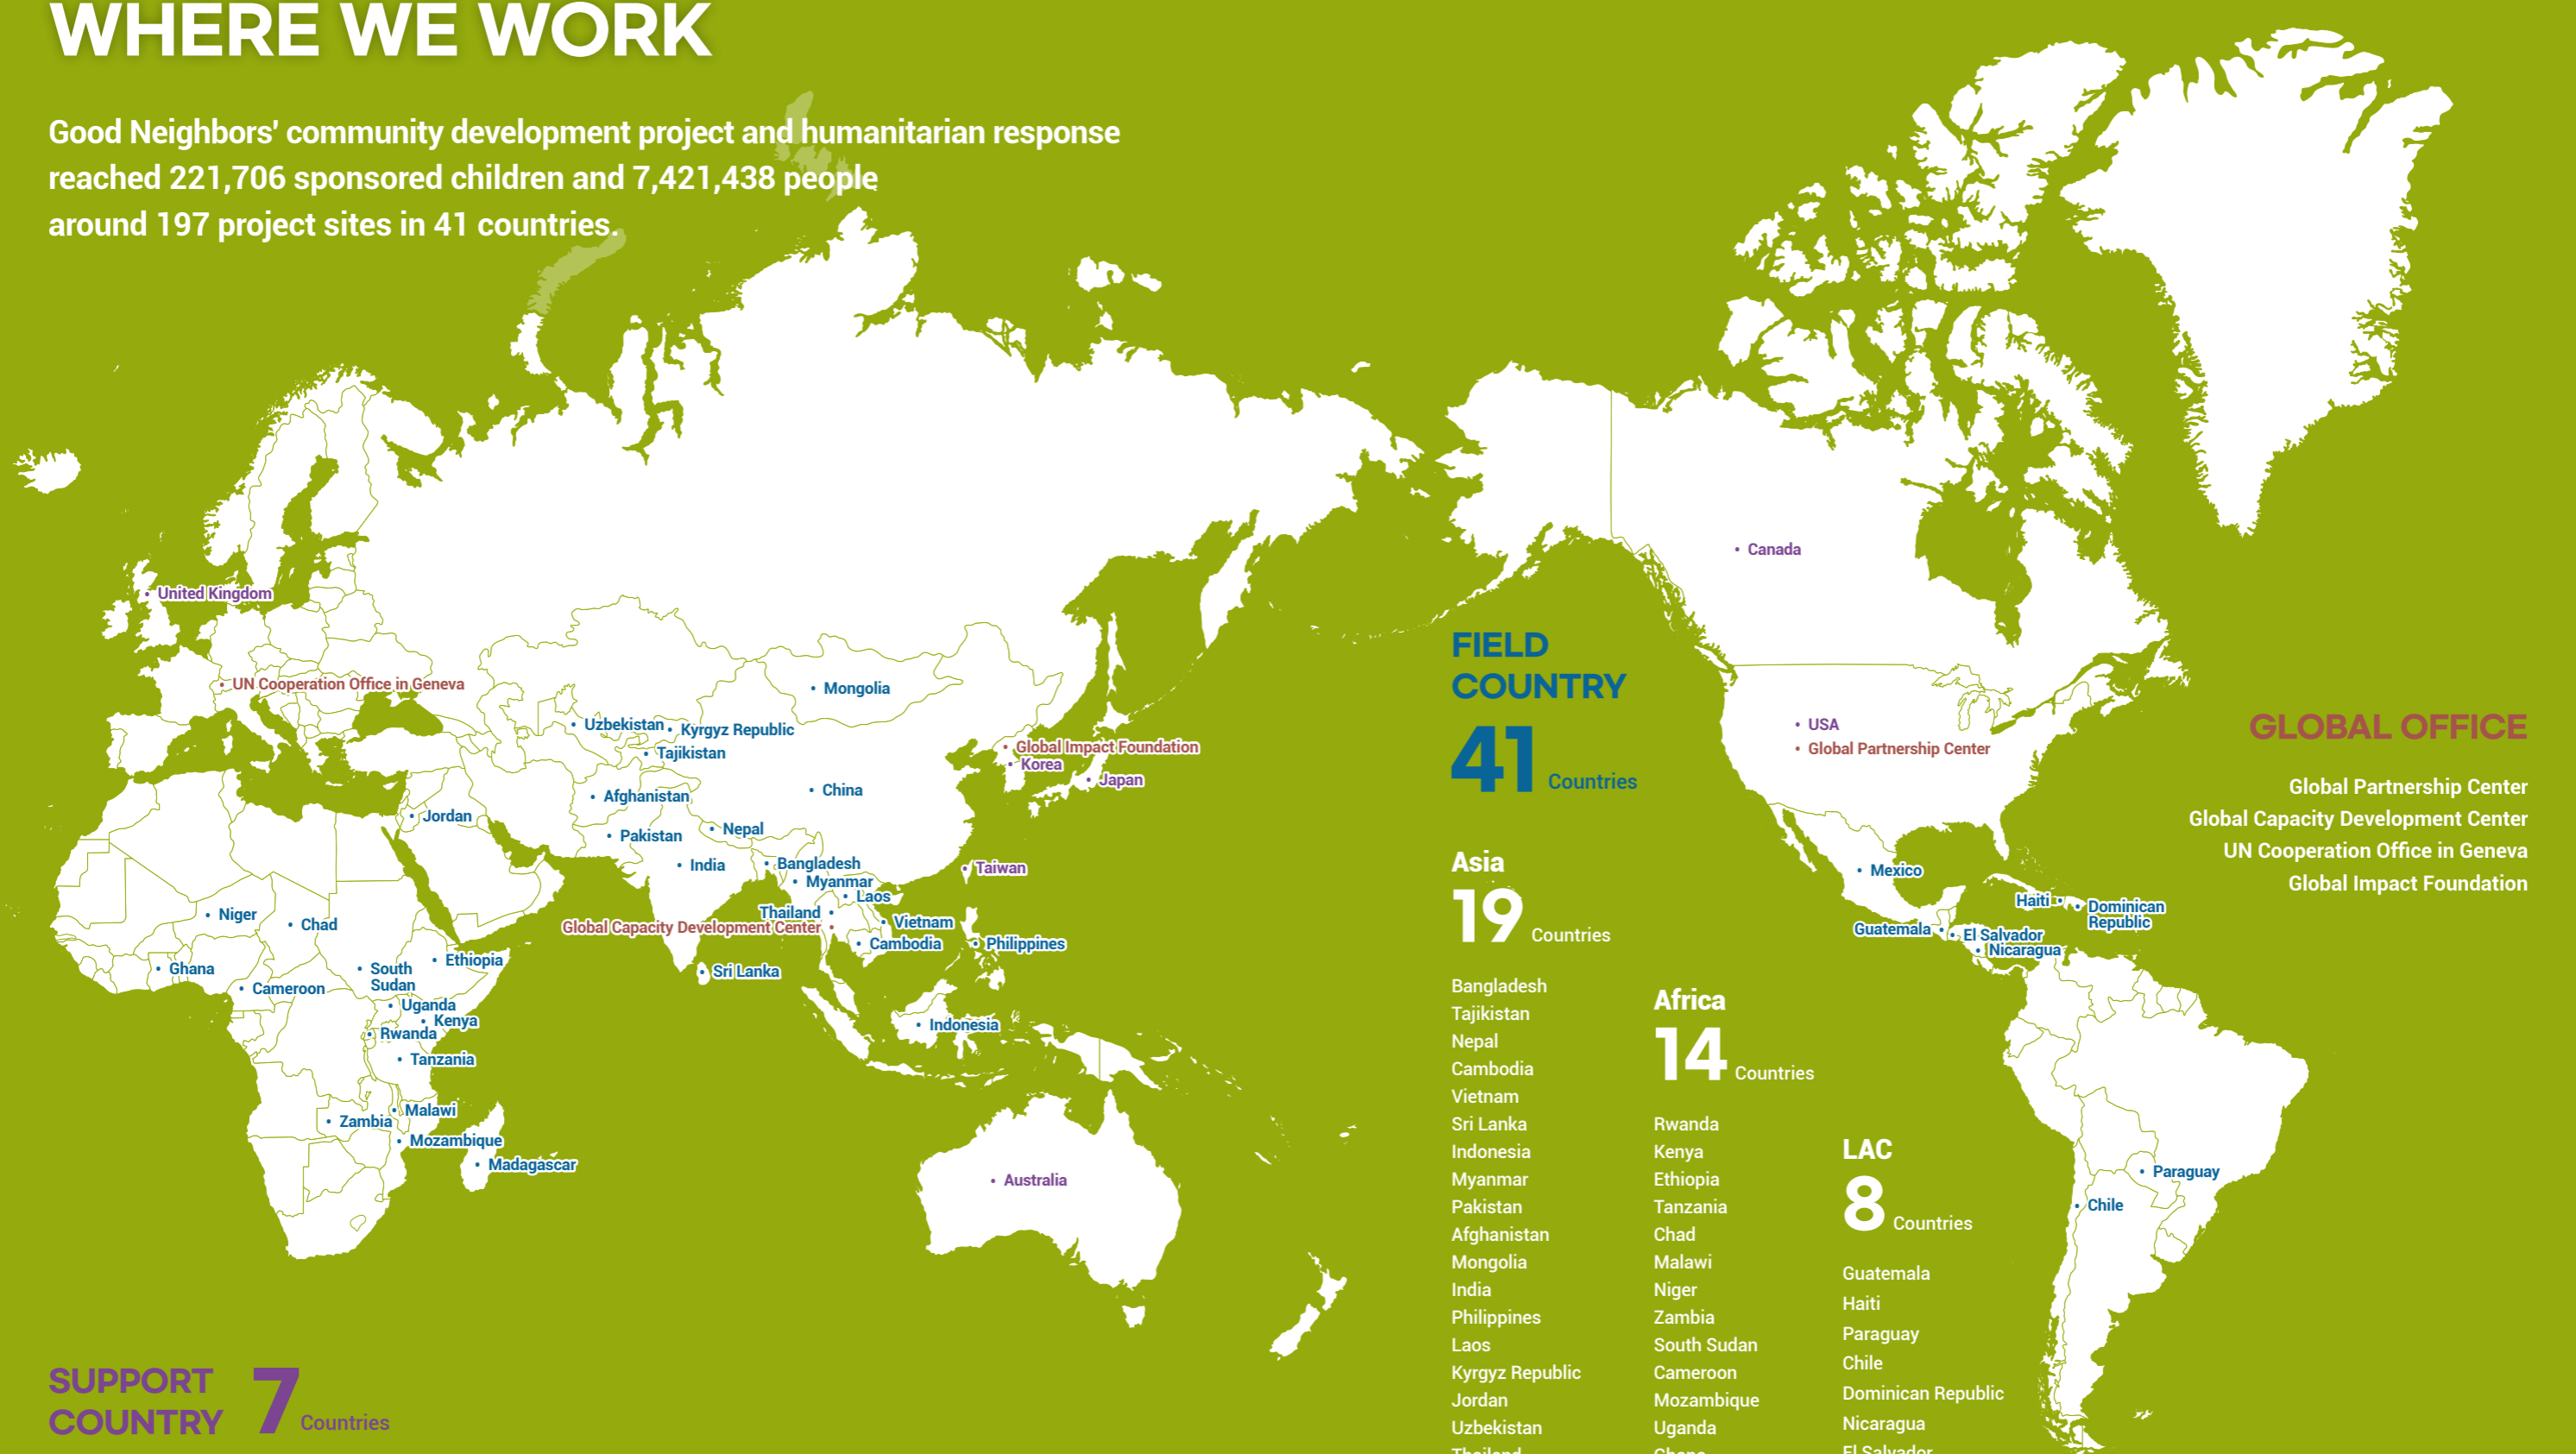 WHERE WE WORK
Good Neighbors' community development project and humanitarian response
reached 221,706 sponsored children and 7,421,438 people
around 197 project sites in 41 countries.
United Kingdom
UN Cooperation Office in Geneva
Mongolia
Uzbekistan
Kyrgyz Republic
Tajikistan
Global Impact Foundation
Korea
Japan
China
Afghanistan
Jordan
Pakistan
Nepal
India
Bangladesh
Taiwan
Myanmar
Laos
Thailand
Vietnam
Global Capacity Development Center
Cambodia
Philippines
Sri Lanka
Indonesia
Niger
Chad
Ghana
South
Sudan
Ethiopia
Cameroon
Uganda
Kenya
Rwanda
Tanzania
Malawi
Zambia
Mozambique
Madagascar
Australia
Canada
USA
Global Partnership Center
Mexico
Haiti
Dominican
Republic
Guatemala
El Salvador
Nicaragua
Paraguay
Chile
SUPPORT
COUNTRY
7 Countries
FIELD
COUNTRY
41 Countries
Asia
19 Countries
Bangladesh
Tajikistan
Nepal
Cambodia
Vietnam
Sri Lanka
Indonesia
Myanmar
Pakistan
Afghanistan
Mongolia
India
Philippines
Laos
Kyrgyz Republic
Jordan
Uzbekistan
Thailand
Africa
14 Countries
Rwanda
Kenya
Ethiopia
Tanzania
Chad
Malawi
Niger
Zambia
South Sudan
Cameroon
Mozambique
Uganda
Ghana
LAC
8 Countries
Guatemala
Haiti
Paraguay
Chile
Dominican Republic
Nicaragua
El Salvador
GLOBAL OFFICE
Global Partnership Center
Global Capacity Development Center
UN Cooperation Office in Geneva
Global Impact Foundation